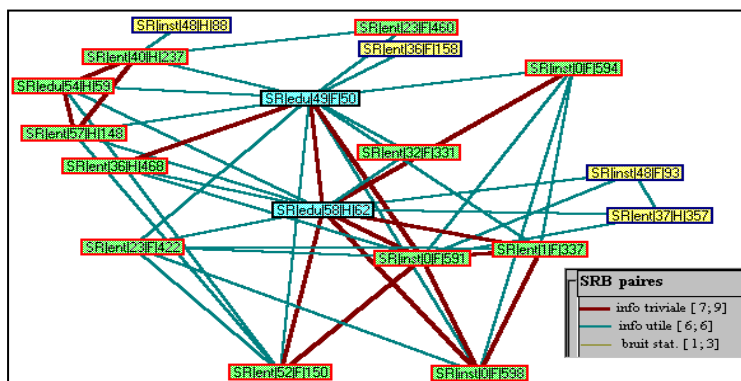 SR|inst|48|H|88
SR|ent|23|F|460
SR|ent|40|H|237
SR|ent|36|F|158
SR|inst|0|F|594
SR|edu|54|H|59
SR|edu|49|F|50
SR|ent|57|H|148
SR|ent|32|F|331
SR|ent|36|H|468
SR|inst|48|F|93
SR|edu|58|H|62
SR|ent|37|H|357
SR|ent|23|F|422
SR|inst|0|F|591
SR|ent|1|F|337
SRB paires
info triviale [ 7; 9]
info utile [ 6; 6]
bruit stat. [ 1; 3]
SR|ent|52|F|150
SR|inst|0|F|598